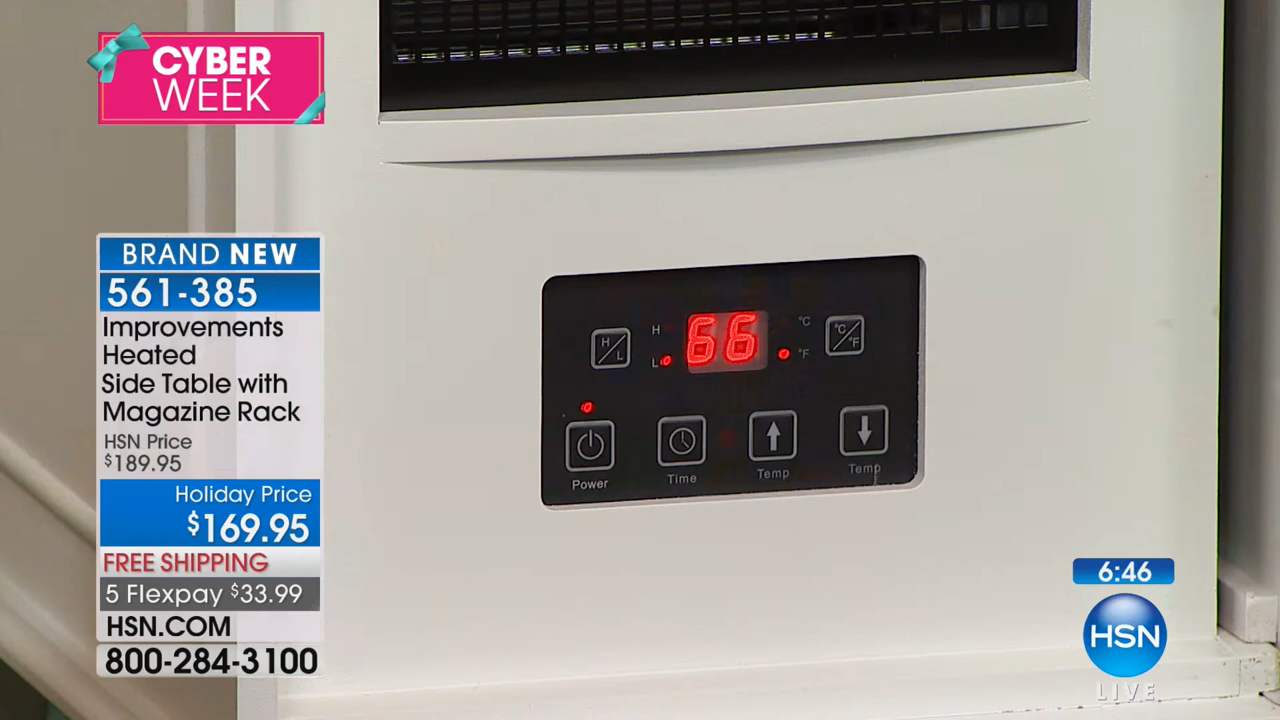 CYBER
WEEK
BRAND NEW
561-385
Improvements
Heated
Side Table with
Magazine Rack
HSN Price
$189.95
Holiday Price
$169.95
FREE SHIPPING
5 Flexpay $33.99
HSN.COM
800-284-3100
H
L
H
L
66
°C
°F
°C
°F
Power
Time
Temp
Temp
6:46
HSN
LIVE